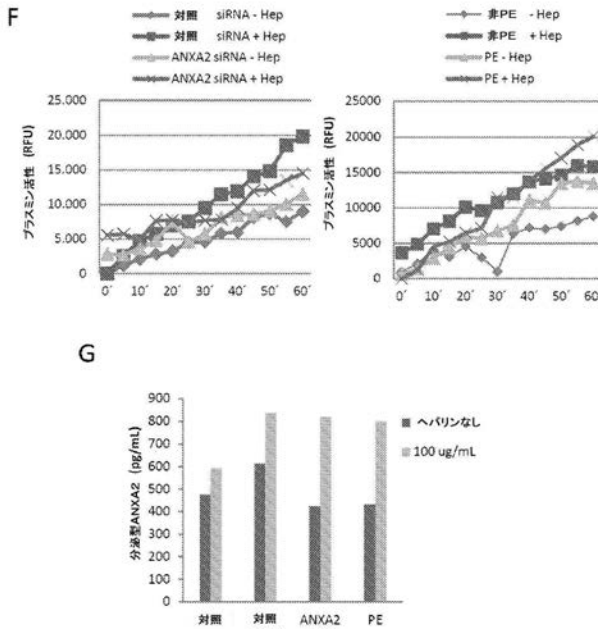 F
対照 siRNA - Hep
対照 siRNA + Hep
ANXA2 siRNA - Hep
ANXA2 siRNA + Hep
プラスミン活性 (RFU)
25.000
20.000
15.000
10.000
5.000
0
0´ 10´ 20´ 30´ 40´ 50´ 60´
非PE - Hep
非PE + Hep
PE - Hep
PE + Hep
プラスミン活性 (RFU)
25000
20000
15000
10000
5000
0
0´ 10´ 20´ 30´ 40´ 50´ 60´
G
分泌型ANXA2 (pg/mL)
900
800
700
600
500
400
300
200
100
0
対照 対照 ANXA2 PE
ヘパリンなし
100 ug/mL